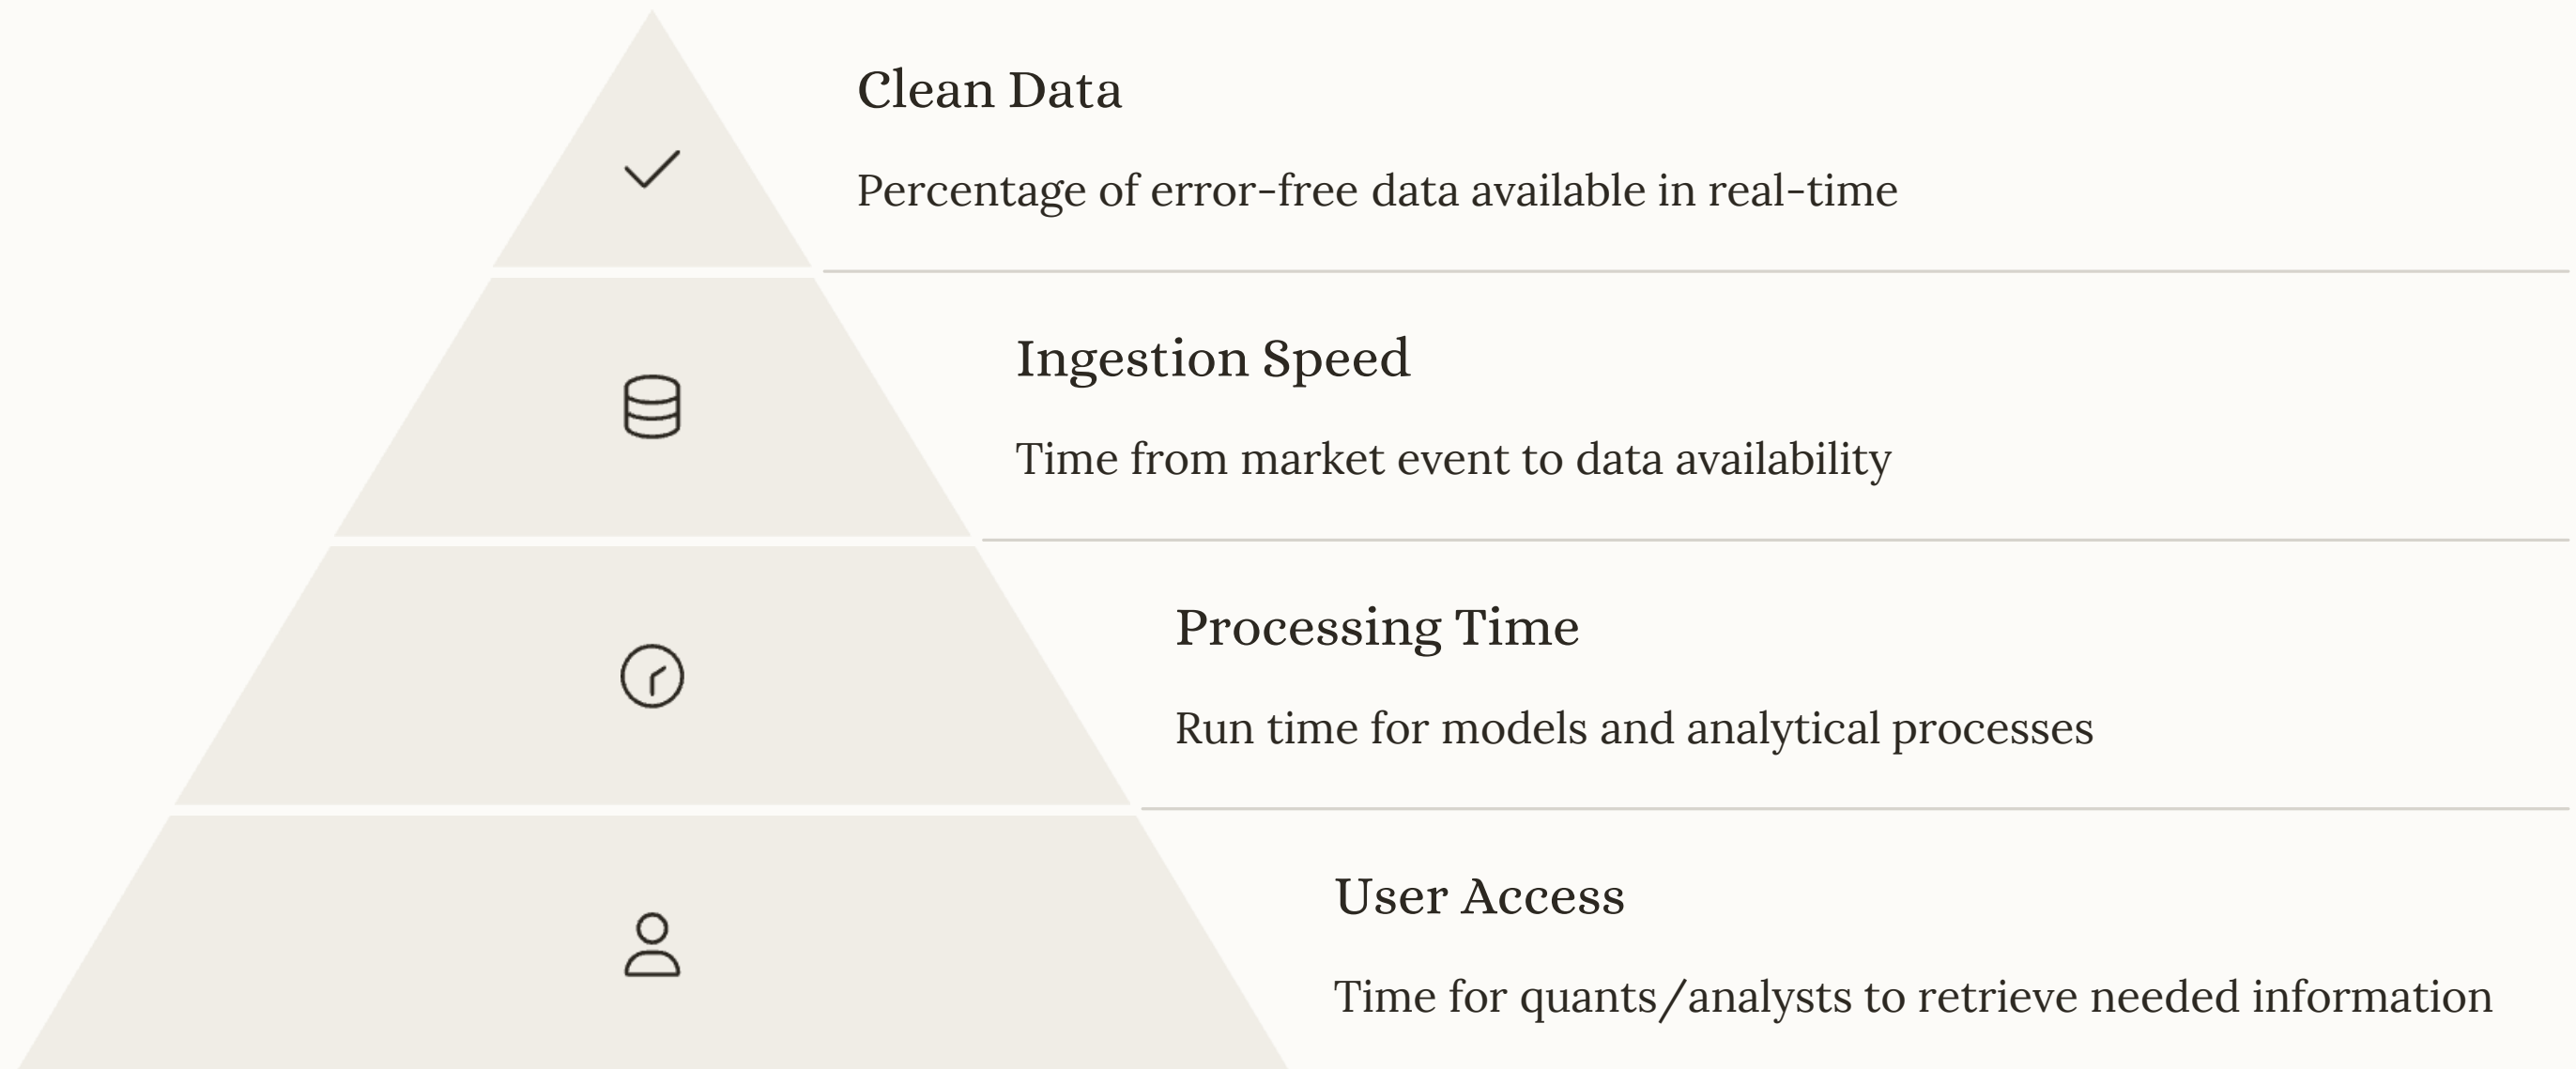 Clean Data
Percentage of error-free data available in real-time
Ingestion Speed
Time from market event to data availability
Processing Time
Run time for models and analytical processes
User Access
Time for quants/analysts to retrieve needed information